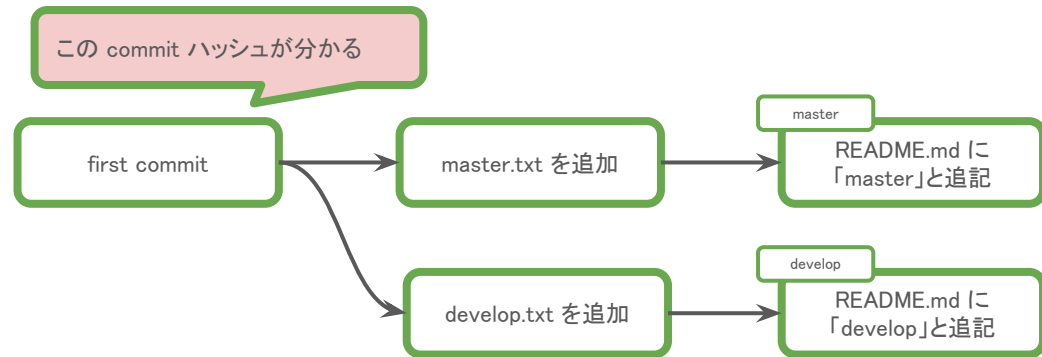 この commit ハッシュが分かる
first commit
master.txt を追加
master
README.md に
「master」と追記
develop.txt を追加
develop
README.md に
「develop」と追記